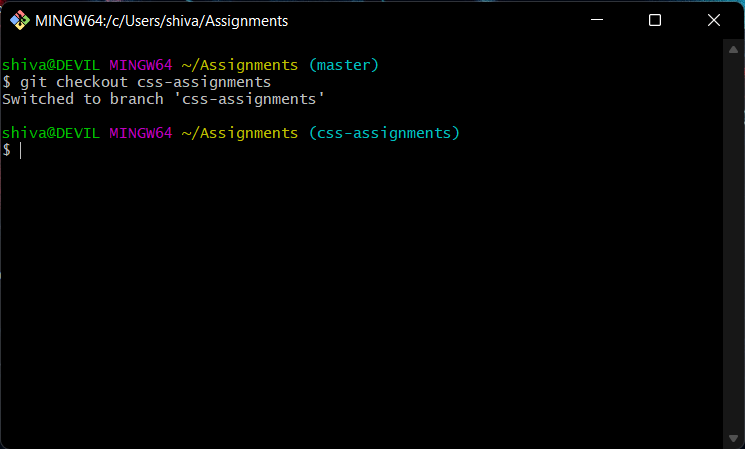 MINGW64:/c/Users/shiva/Assignments
shiva@DEVIL MINGW64 ~/Assignments (master)
$ git checkout css-assignments
Switched to branch 'css-assignments'
shiva@DEVIL MINGW64 ~/Assignments (css-assignments)
$